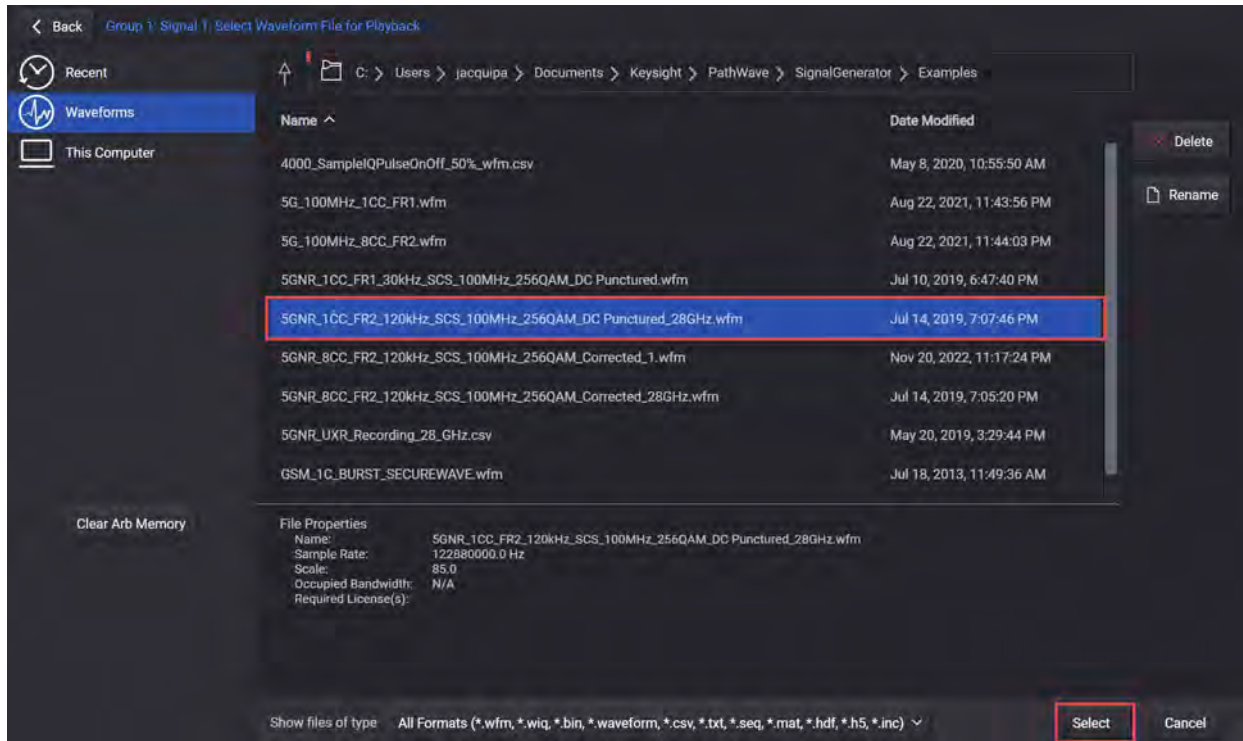 Back Group 1: Signal 1: Select Waveform File for Playback
Recent
Waveforms
This Computer
Clear Arb Memory
C: > Users > jacquipa > Documents > Keysight > PathWave > SignalGenerator > Examples
Name Date Modified
4000_SampleIQPulseOnOff_50%_wfm.csv May 8, 2020, 10:55:50 AM
5G_100MHz_1CC_FR1.wfm Aug 22, 2021, 11:43:56 PM
5G_100MHz_8CC_FR2.wfm Aug 22, 2021, 11:44:03 PM
5GNR_1CC_FR1_30kHz_SCS_100MHz_256QAM_DC Punctured.wfm Jul 10, 2019, 6:47:40 PM
5GNR_1CC_FR2_120kHz_SCS_100MHz_256QAM_DC Punctured_28GHz.wfm Jul 14, 2019, 7:07:46 PM
5GNR_8CC_FR2_120kHz_SCS_100MHz_256QAM_Corrected_1.wfm Nov 20, 2022, 11:17:24 PM
5GNR_8CC_FR2_120kHz_SCS_100MHz_256QAM_Corrected_28GHz.wfm Jul 14, 2019, 7:05:20 PM
5GNR_UXR_Recording_28_GHz.csv May 20, 2019, 3:29:44 PM
GSM_1C_BURST_SECUREWAVE.wfm Jul 18, 2013, 11:49:36 AM
Delete
Rename
File Properties
Name: 5GNR_1CC_FR2_120kHz_SCS_100MHz_256QAM_DC Punctured_28GHz.wfm
Sample Rate: 122880000.0 Hz
Scale: 85.0
Occupied Bandwidth: N/A
Required License(s):
Show files of type All Formats (*.wfm, *.wiq, *.bin, *.waveform, *.csv, *.txt, *.seq, *.mat, *.hdf, *.h5, *.inc)
Select
Cancel